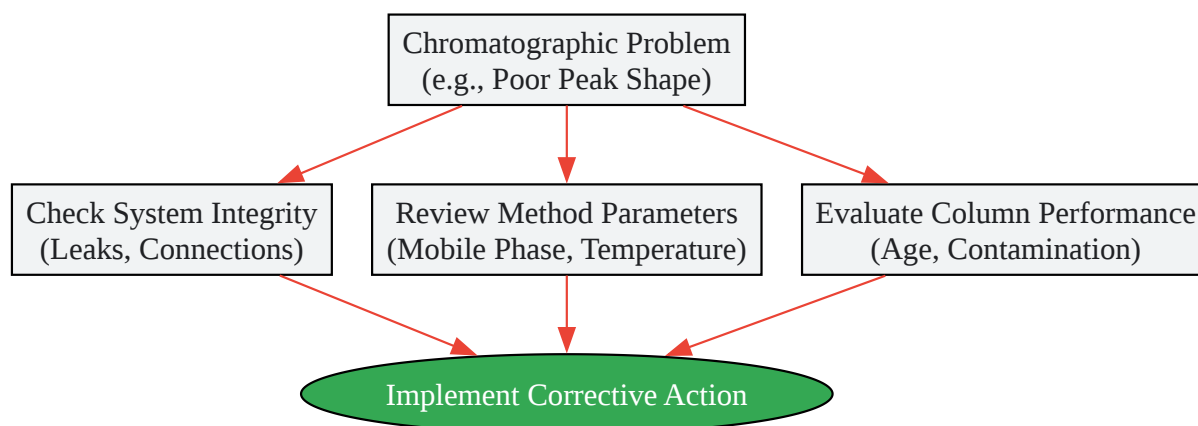 Chromatographic Problem
(e.g., Poor Peak Shape)
Check System Integrity
(Leaks, Connections)
Review Method Parameters
(Mobile Phase, Temperature)
Evaluate Column Performance
(Age, Contamination)
Implement Corrective Action